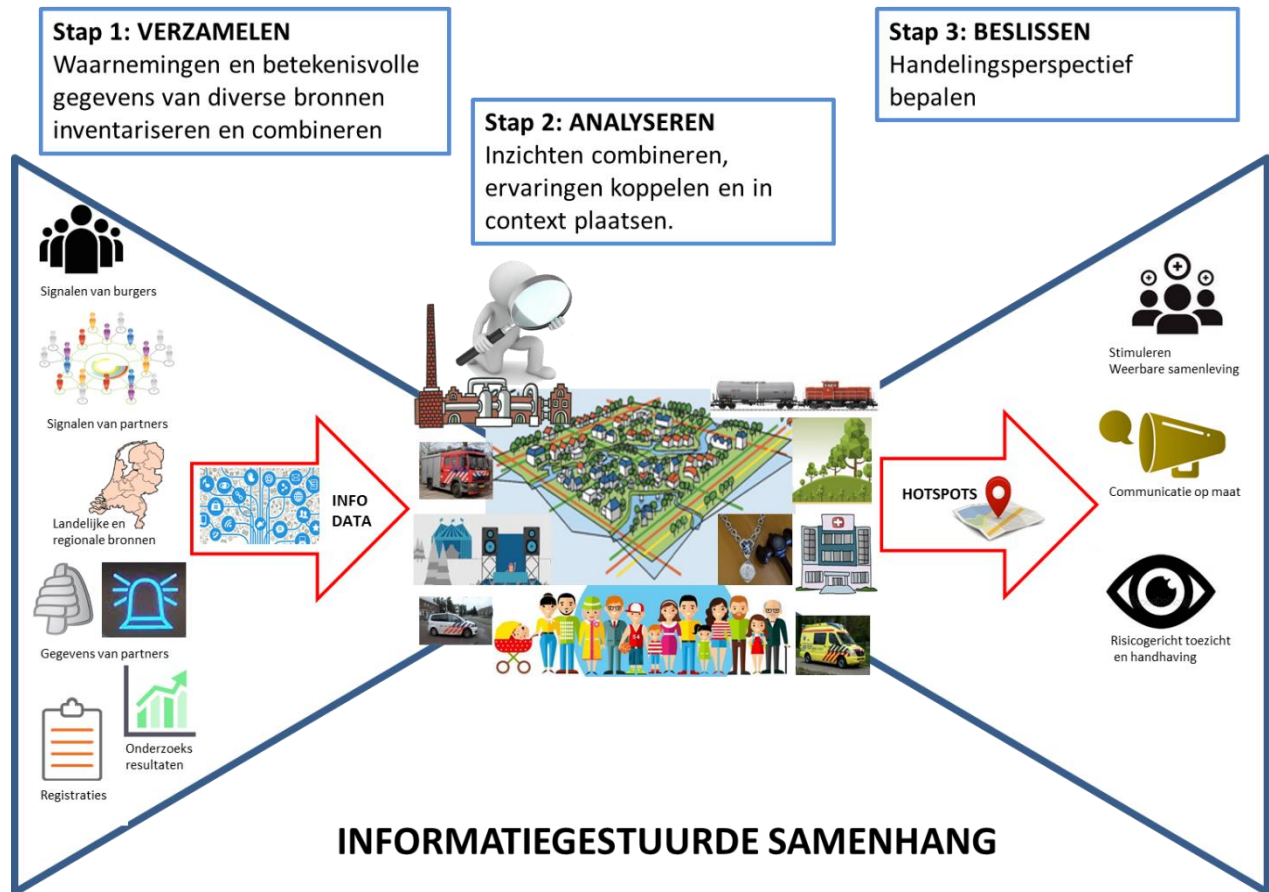 Stap 1: VERZAMELEN
Waarnemingen en betekenisvolle
gegevens van diverse bronnen
inventariseren en combineren
Stap 2: ANALYSEREN
Inzichten combineren,
ervaringen koppelen en in
context plaatsen.
Stap 3: BESLISSEN
Handelingsperspectief
bepalen
Signalen van burgers
Signalen van partners
Landelijke en
regionale bronnen
Gegevens van partners
Onderzoeks
resultaten
Registraties
INFO
DATA
HOTSPOTS
Stimuleren
Weerbare samenleving
Communicatie op maat
Risicogericht toezicht
en handhaving
INFORMATIEGESTUURDE SAMENHANG